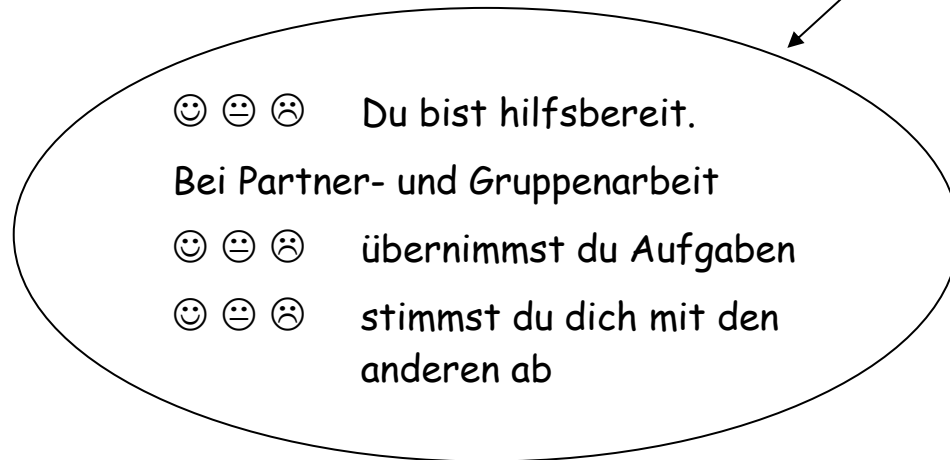 ☺ 😐 ☹ Du bist hilfsbereit.
Bei Partner- und Gruppenarbeit
☺ 😐 ☹ übernimmst du Aufgaben
☺ 😐 ☹ stimmst du dich mit den
anderen ab